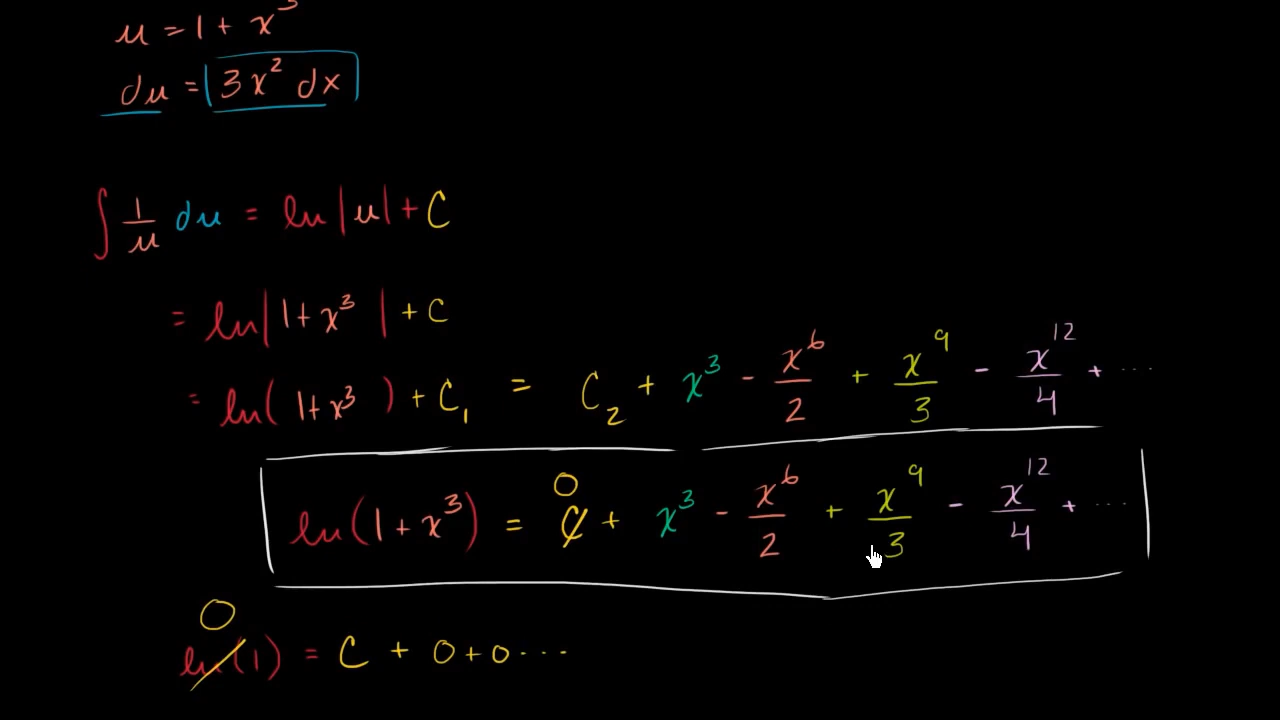 u = 1 + x³
du = 3x² dx
∫ 1/u du = ln |u| + C
= ln| 1 + x³ | + C
= ln( 1+x³ ) + C₁ = C₂ + x³ - x⁶/2 + x⁹/3 - x¹²/4 + ...
0
ln(1 + x³) = C + x³ - x⁶/2 + x⁹/3 - x¹²/4 + ...
0
ln(1) = C + 0 + 0 ...